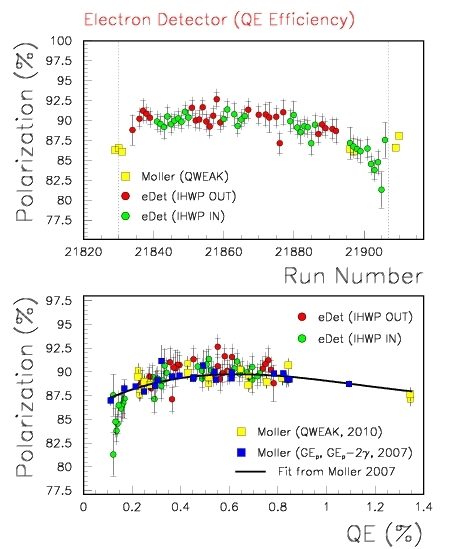 Electron Detector (QE Efficiency)
Polarization (%)
100
97.5
95
92.5
90
87.5
85
82.5
80
77.5
Moller (QWEAK)
eDet (IHWP OUT)
eDet (IHWP IN)
21820 21840 21860 21880 21900
Run Number
Polarization (%)
97.5
95
92.5
90
87.5
85
82.5
80
77.5
eDet (IHWP OUT)
eDet (IHWP IN)
Moller (QWEAK, 2010)
Moller (GEₚ, GEₚ−2γ, 2007)
Fit from Moller 2007
0 0.2 0.4 0.6 0.8 1 1.2 1.4
QE (%)